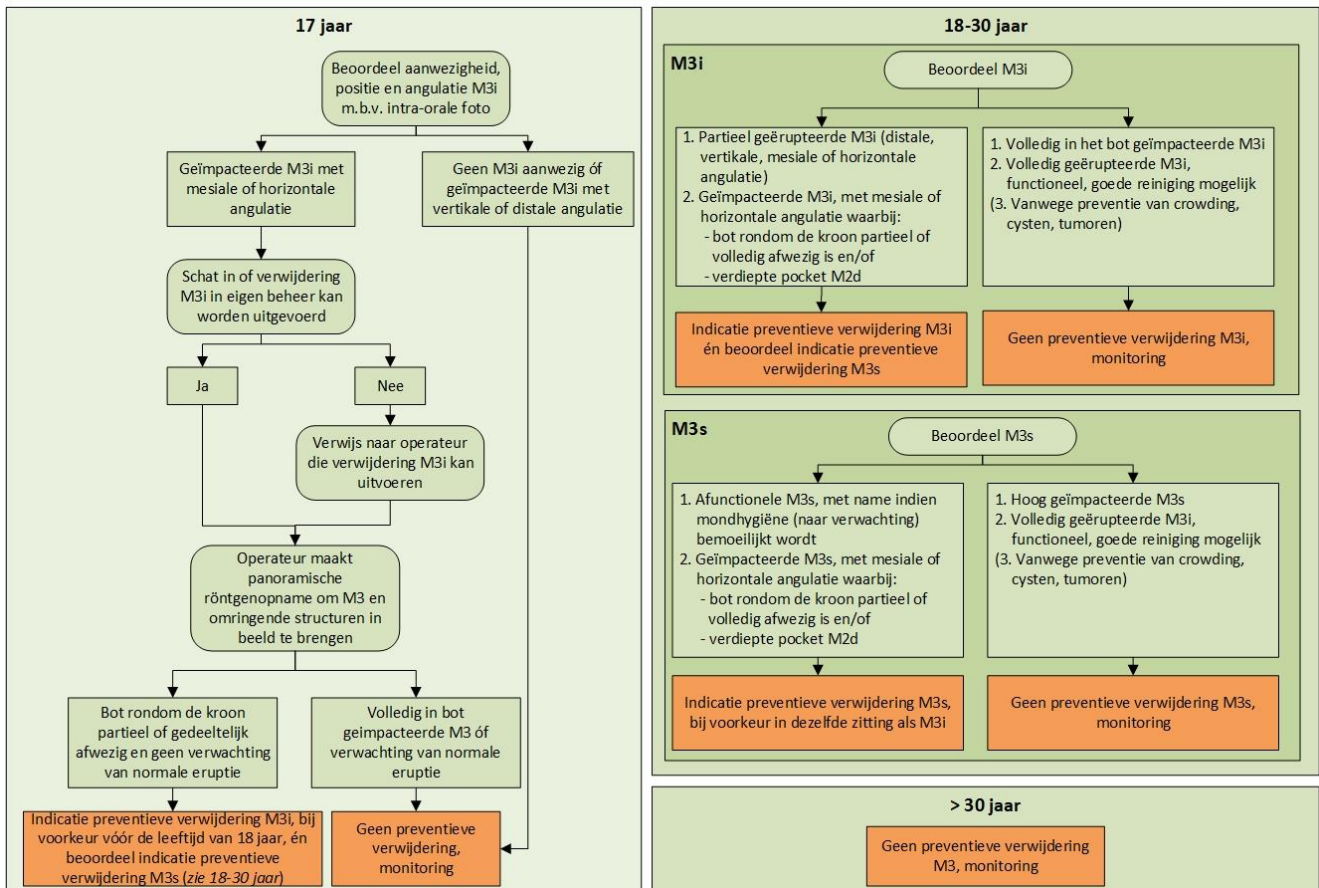 17 jaar
Beoordeel aanwezigheid,
positie en angulatie M3i
m.b.v. intra-orale foto
Geïmpacteerde M3i met
mesiale of horizontale
angulatie
Geen M3i aanwezig óf
geïmpacteerde M3i met
vertikale of distale angulatie
Schat in of verwijdering
M3i in eigen beheer kan
worden uitgevoerd
Ja
Nee
Verwijs naar operateur
die verwijdering M3i kan
uitvoeren
Operateur maakt
panoramische
röntgenopname om M3 en
omringende structuren in
beeld te brengen
Bot rondom de kroon
partieel of gedeeltelijk
afwezig en geen verwachting
van normale eruptie
Volledig in bot
geimpacteerde M3 óf
verwachting van normale
eruptie
Indicatie preventieve verwijdering M3i, bij
voorkeur vóór de leeftijd van 18 jaar, én
beoordeel indicatie preventieve
verwijdering M3s (zie 18-30 jaar)
Geen preventieve
verwijdering,
monitoring
18-30 jaar
M3i
Beoordeel M3i
1. Partieel geërupteerde M3i (distale,
vertikale, mesiale of horizontale
angulatie)
2. Geïmpacteerde M3i, met mesiale of
horizontale angulatie waarbij:
- bot rondom de kroon partieel of
volledig afwezig is en/of
- verdiepte pocket M2d
1. Volledig in het bot geïmpacteerde M3i
2. Volledig geërupteerde M3i,
functioneel, goede reiniging mogelijk
(3. Vanwege preventie van crowding,
cysten, tumoren)
Indicatie preventieve verwijdering M3i
én beoordeel indicatie preventieve
verwijdering M3s
Geen preventieve verwijdering M3i,
monitoring
M3s
Beoordeel M3s
1. Afunctionele M3s, met name indien
mondhygiëne (naar verwachting)
bemoeilijkt wordt
2. Geïmpacteerde M3s, met mesiale of
horizontale angulatie waarbij:
- bot rondom de kroon partieel of
volledig afwezig is en/of
- verdiepte pocket M2d
1. Hoog geïmpacteerde M3s
2. Volledig geërupteerde M3i,
functioneel, goede reiniging mogelijk
(3. Vanwege preventie van crowding,
cysten, tumoren)
Indicatie preventieve verwijdering M3s,
bij voorkeur in dezelfde zitting als M3i
Geen preventieve verwijdering M3s,
monitoring
> 30 jaar
Geen preventieve verwijdering
M3, monitoring